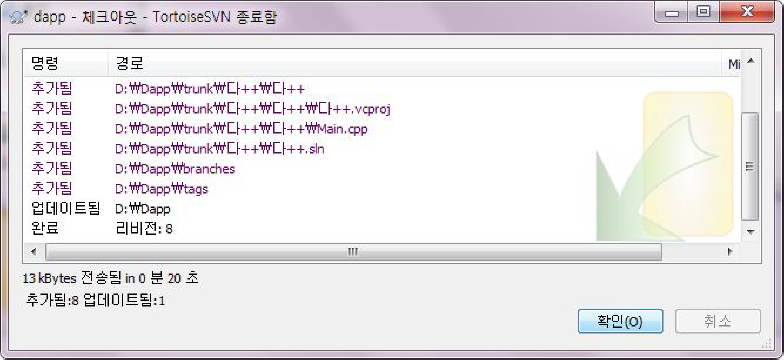 dapp - 체크아웃 - TortoiseSVN 종료함
명령 경로 Mi
추가됨 D:₩Dapp₩trunk₩다++₩다++
추가됨 D:₩Dapp₩trunk₩다++₩다++₩다++.vcproj
추가됨 D:₩Dapp₩trunk₩다++₩다++₩Main.cpp
추가됨 D:₩Dapp₩trunk₩다++₩다++.sln
추가됨 D:₩Dapp₩branches
추가됨 D:₩Dapp₩tags
업데이트됨 D:₩Dapp
완료 리비전: 8
13 kBytes 전송됨 in 0 분 20 초
추가됨:8 업데이트됨:1
확인(O) 취소